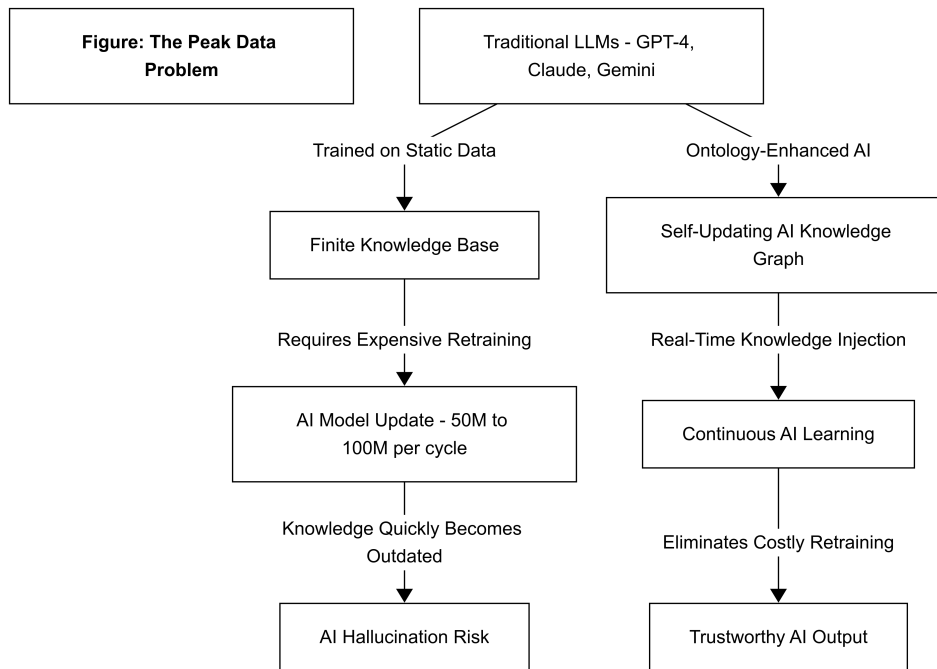 Figure: The Peak Data
Problem
Traditional LLMs - GPT-4,
Claude, Gemini
Trained on Static Data
Ontology-Enhanced AI
Finite Knowledge Base
Self-Updating AI Knowledge
Graph
Requires Expensive Retraining
Real-Time Knowledge Injection
AI Model Update - 50M to
100M per cycle
Continuous AI Learning
Knowledge Quickly Becomes
Outdated
Eliminates Costly Retraining
AI Hallucination Risk
Trustworthy AI Output